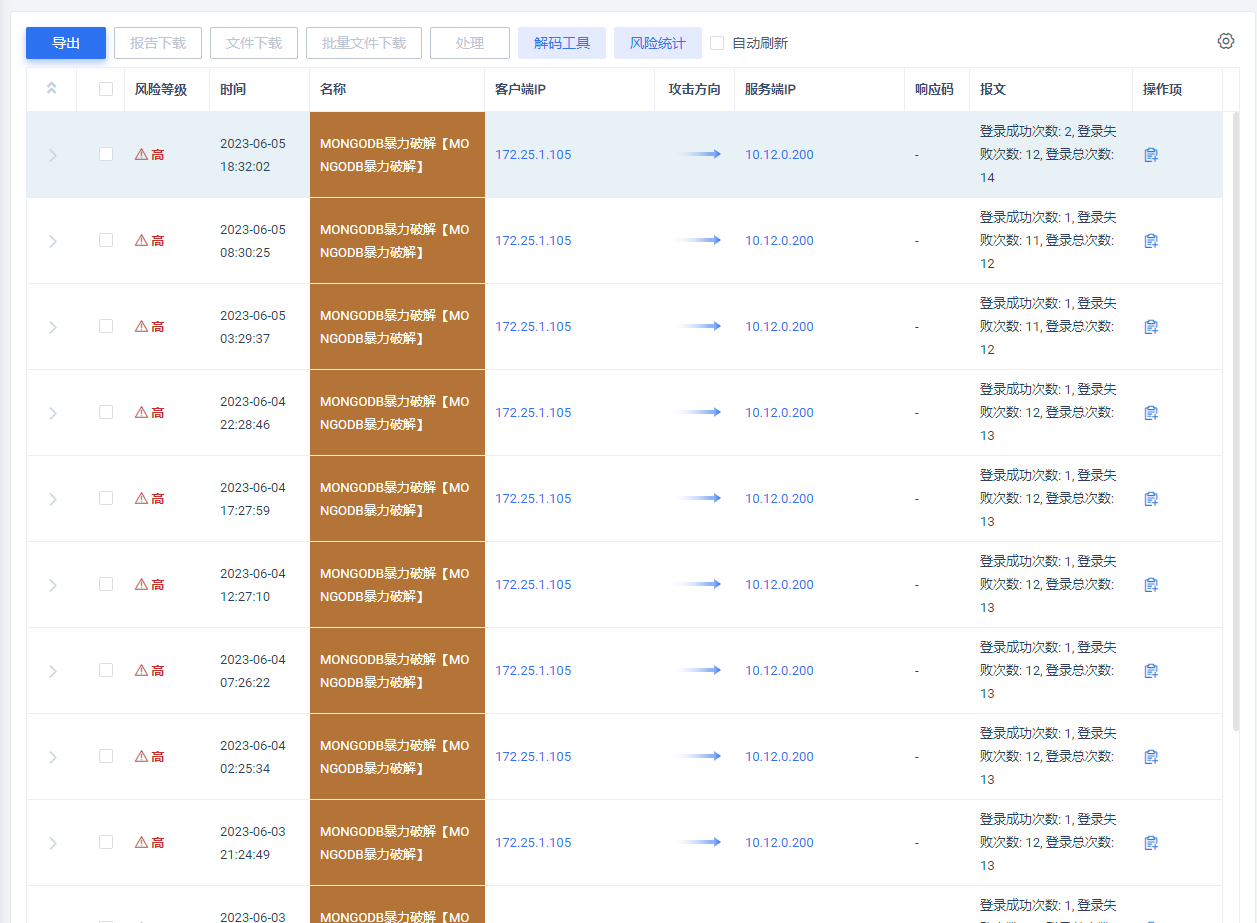 导出 报告下载 文件下载 批量文件下载 处理 解码工具 风险统计 自动刷新
风险等级 时间 名称 客户端IP 攻击方向 服务端IP 响应码 报文 操作项
高
2023-06-05
18:32:02
MONGODB暴力破解【MO
NGODB暴力破解】
172.25.1.105
10.12.0.200
-
登录成功次数: 2, 登录失
败次数: 12, 登录总次数:
14
高
2023-06-05
08:30:25
MONGODB暴力破解【MO
NGODB暴力破解】
172.25.1.105
10.12.0.200
-
登录成功次数: 1, 登录失
败次数: 11, 登录总次数:
12
高
2023-06-05
03:29:37
MONGODB暴力破解【MO
NGODB暴力破解】
172.25.1.105
10.12.0.200
-
登录成功次数: 1, 登录失
败次数: 11, 登录总次数:
12
高
2023-06-04
22:28:46
MONGODB暴力破解【MO
NGODB暴力破解】
172.25.1.105
10.12.0.200
-
登录成功次数: 1, 登录失
败次数: 12, 登录总次数:
13
高
2023-06-04
17:27:59
MONGODB暴力破解【MO
NGODB暴力破解】
172.25.1.105
10.12.0.200
-
登录成功次数: 1, 登录失
败次数: 12, 登录总次数:
13
高
2023-06-04
12:27:10
MONGODB暴力破解【MO
NGODB暴力破解】
172.25.1.105
10.12.0.200
-
登录成功次数: 1, 登录失
败次数: 12, 登录总次数:
13
高
2023-06-04
07:26:22
MONGODB暴力破解【MO
NGODB暴力破解】
172.25.1.105
10.12.0.200
-
登录成功次数: 1, 登录失
败次数: 12, 登录总次数:
13
高
2023-06-04
02:25:34
MONGODB暴力破解【MO
NGODB暴力破解】
172.25.1.105
10.12.0.200
-
登录成功次数: 1, 登录失
败次数: 12, 登录总次数:
13
高
2023-06-03
21:24:49
MONGODB暴力破解【MO
NGODB暴力破解】
172.25.1.105
10.12.0.200
-
登录成功次数: 1, 登录失
败次数: 12, 登录总次数:
13
2023-06-03
MONGODB暴力破解【MO
登录成功次数: 1, 登录失